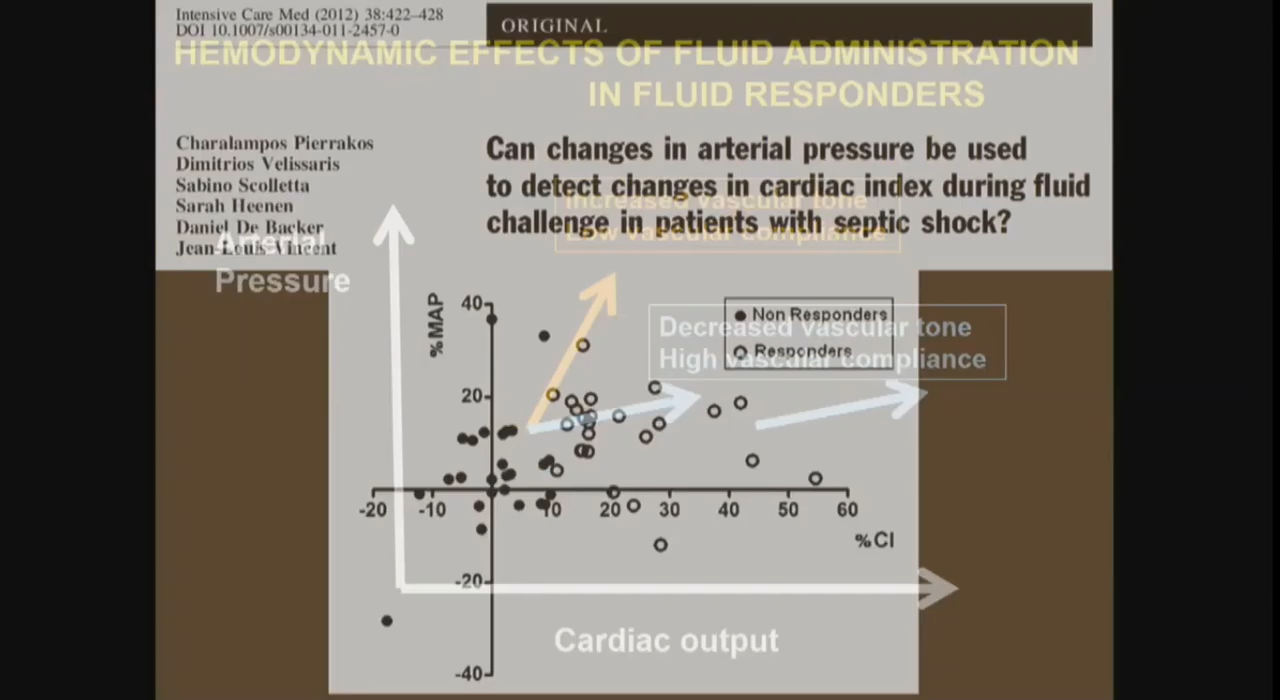 Intensive Care Med (2012) 38:422–428
DOI 10.1007/s00134-011-2457-0
ORIGINAL
HEMODYNAMIC EFFECTS OF FLUID ADMINISTRATION
IN FLUID RESPONDERS
Charalampos Pierrakos
Dimitrios Velissaris
Sabino Scolletta
Sarah Heenen
Daniel De Backer
Jean-Louis Vincent
Can changes in arterial pressure be used
to detect changes in cardiac index during fluid
challenge in patients with septic shock?
Increased vascular tone
Low vascular compliance
Arterial
Pressure
Decreased vascular tone
High vascular compliance
Non Responders
Responders
%MAP
40
20
-20 -10 10 20 30 40 50 60
%CI
-20
-40
Cardiac output